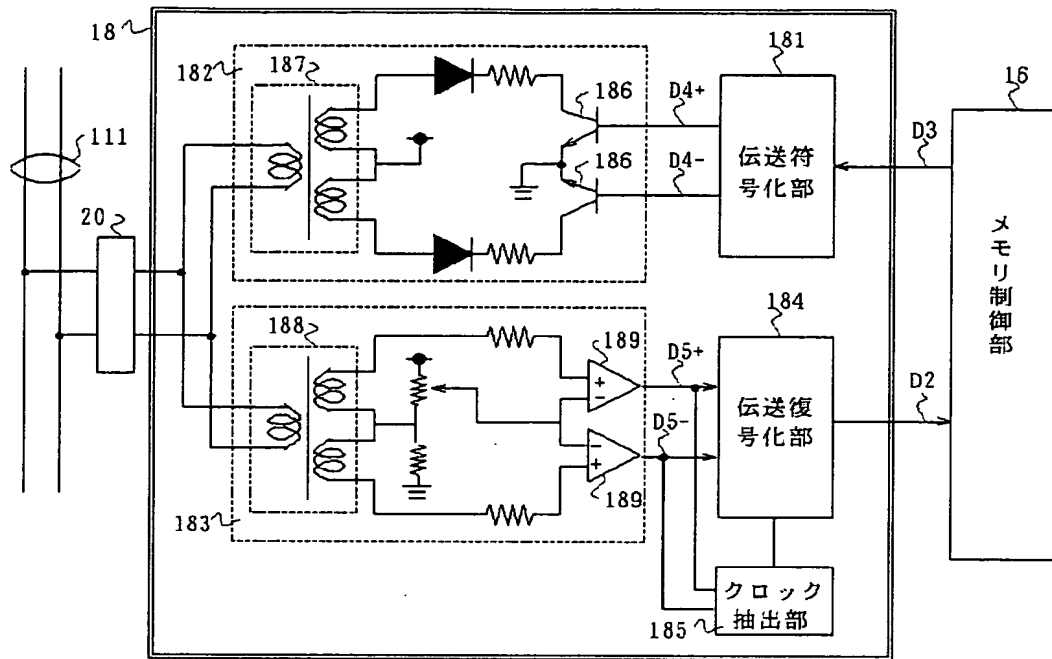 18
182
187
181
16
111
186
D4+
D3
伝送符
号化部
186
D4-
20
メモリ制御部
188
189
184
D5+
+
-
伝送復
号化部
D2
D5-
-
+
189
183
クロック
抽出部
185